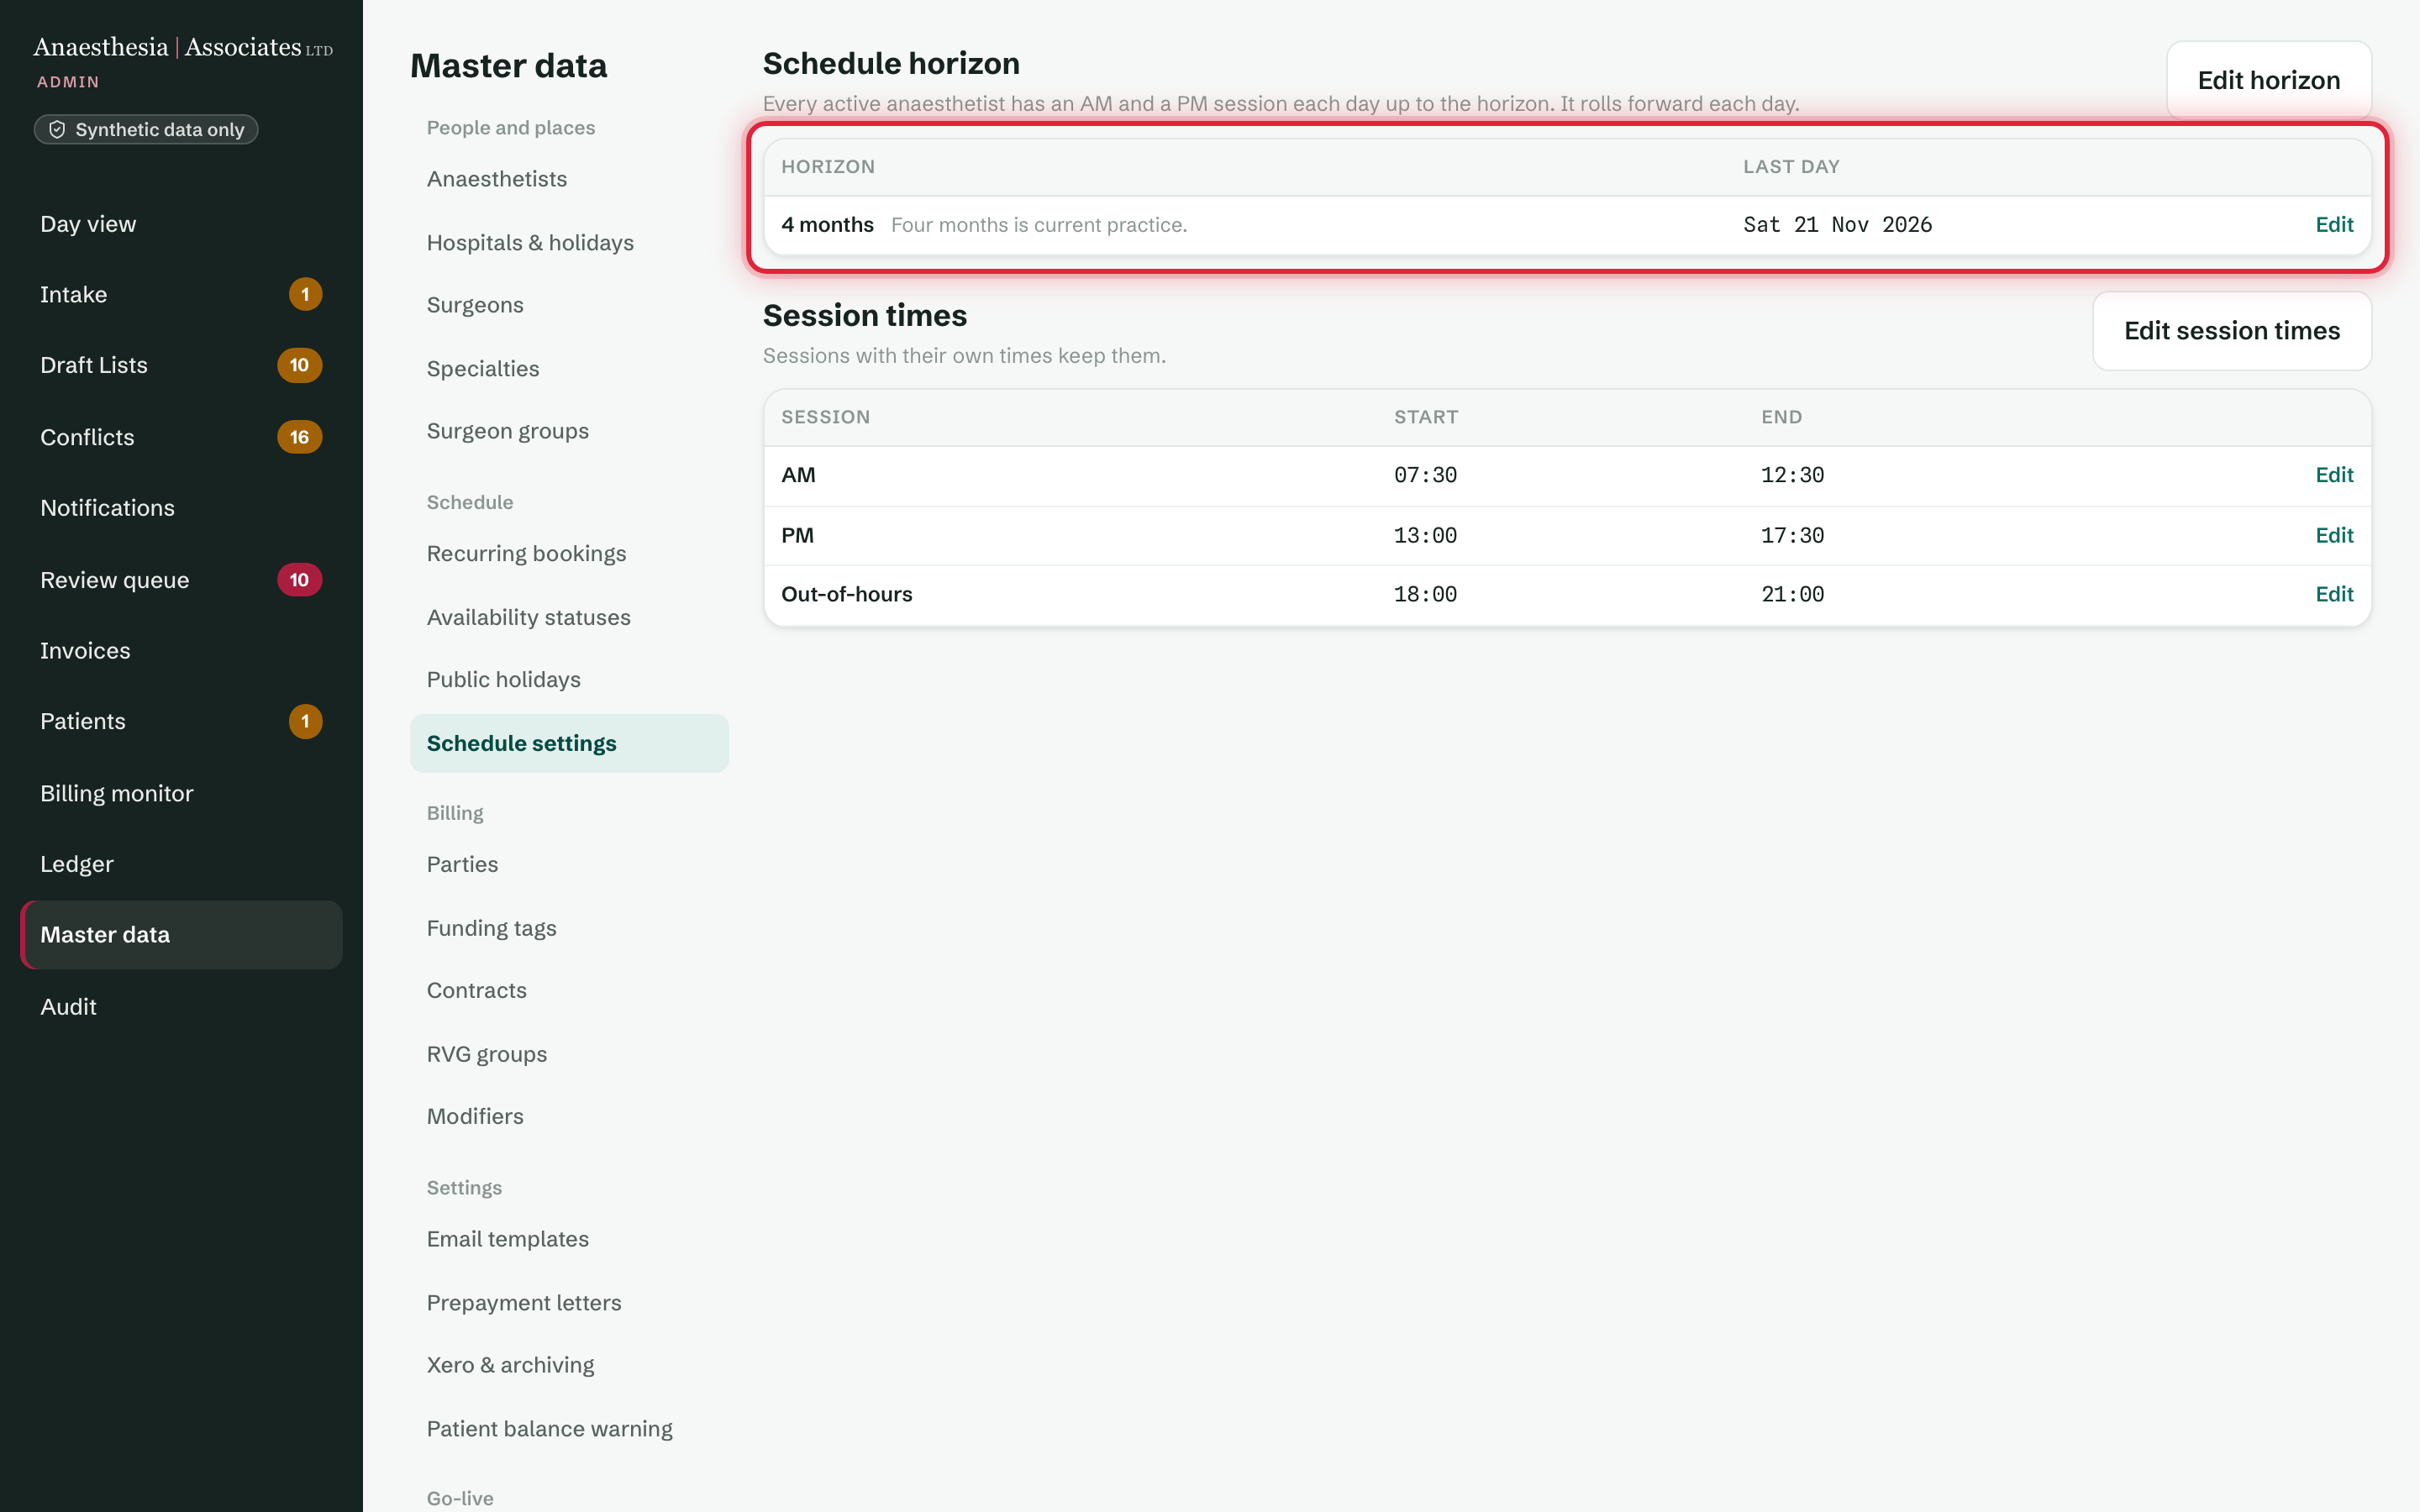 Anaesthesia | Associates LTD
ADMIN
Synthetic data only
Day view
Intake 1
Draft Lists 10
Conflicts 16
Notifications
Review queue 10
Invoices
Patients 1
Billing monitor
Ledger
Master data
Audit
Master data
People and places
Anaesthetists
Hospitals & holidays
Surgeons
Specialties
Surgeon groups
Schedule
Recurring bookings
Availability statuses
Public holidays
Schedule settings
Billing
Parties
Funding tags
Contracts
RVG groups
Modifiers
Settings
Email templates
Prepayment letters
Xero & archiving
Patient balance warning
Go-live
Schedule horizon
Every active anaesthetist has an AM and a PM session each day up to the horizon. It rolls forward each day.
Edit horizon
HORIZON LAST DAY
4 months Four months is current practice. Sat 21 Nov 2026 Edit
Session times
Sessions with their own times keep them.
Edit session times
SESSION START END
AM 07:30 12:30 Edit
PM 13:00 17:30 Edit
Out-of-hours 18:00 21:00 Edit